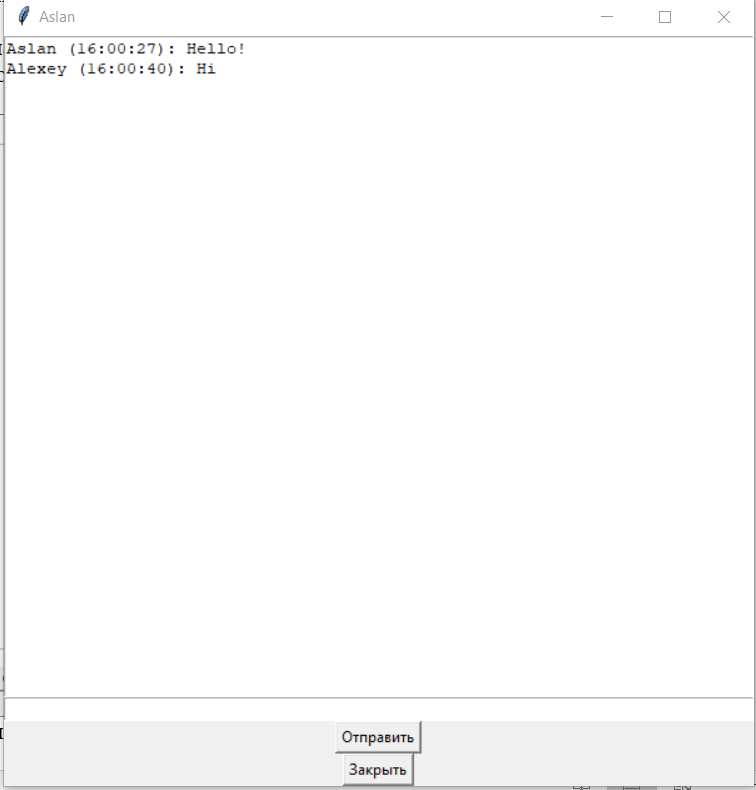 Aslan
Aslan (16:00:27): Hello!
Alexey (16:00:40): Hi
Отправить
Закрыть